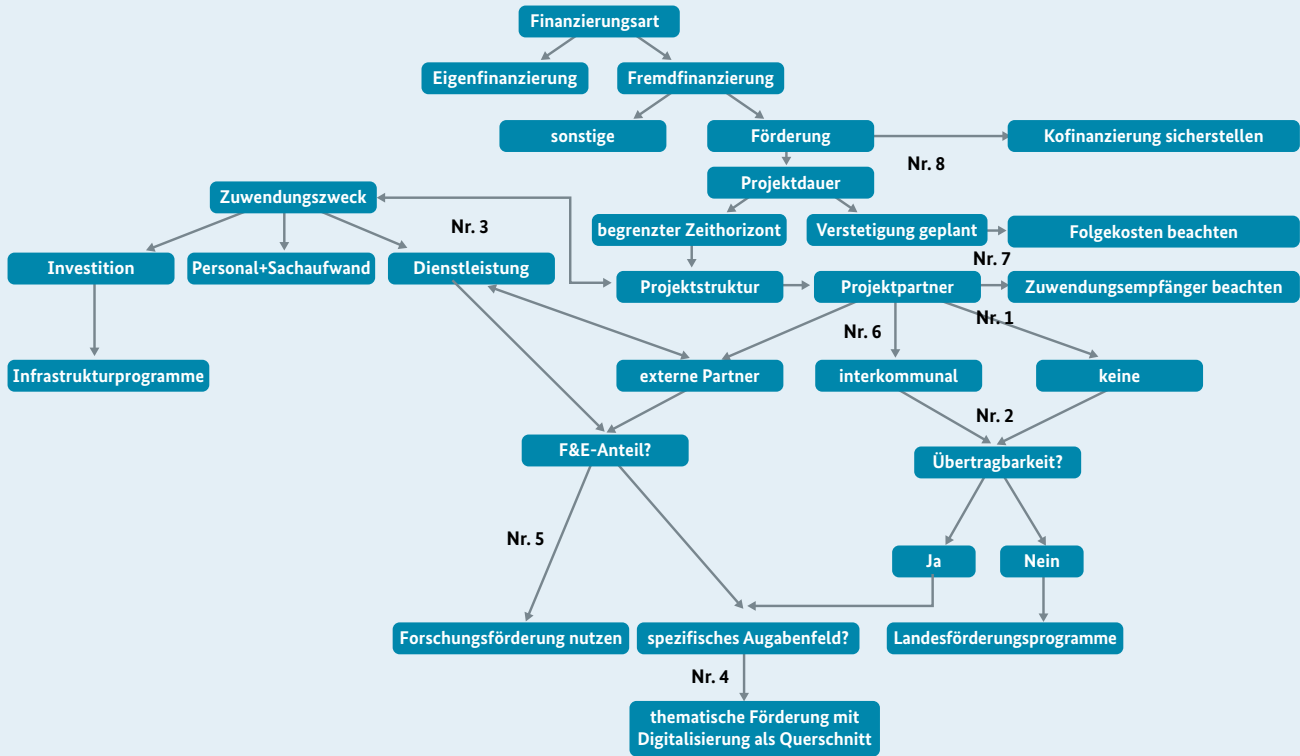 Finanzierungsart
Eigenfinanzierung
Fremdfinanzierung
sonstige
Förderung
Kofinanzierung sicherstellen
Nr. 8
Projektdauer
Zuwendungszweck
Nr. 3
begrenzter Zeithorizont
Verstetigung geplant
Folgekosten beachten
Investition
Personal+Sachaufwand
Dienstleistung
Nr. 7
Projektstruktur
Projektpartner
Zuwendungsempfänger beachten
Nr. 1
Nr. 6
Infrastrukturprogramme
externe Partner
interkommunal
keine
Nr. 2
F&E-Anteil?
Übertragbarkeit?
Nr. 5
Ja
Nein
Forschungsförderung nutzen
spezifisches Augabenfeld?
Landesförderungsprogramme
Nr. 4
thematische Förderung mit
Digitalisierung als Querschnitt